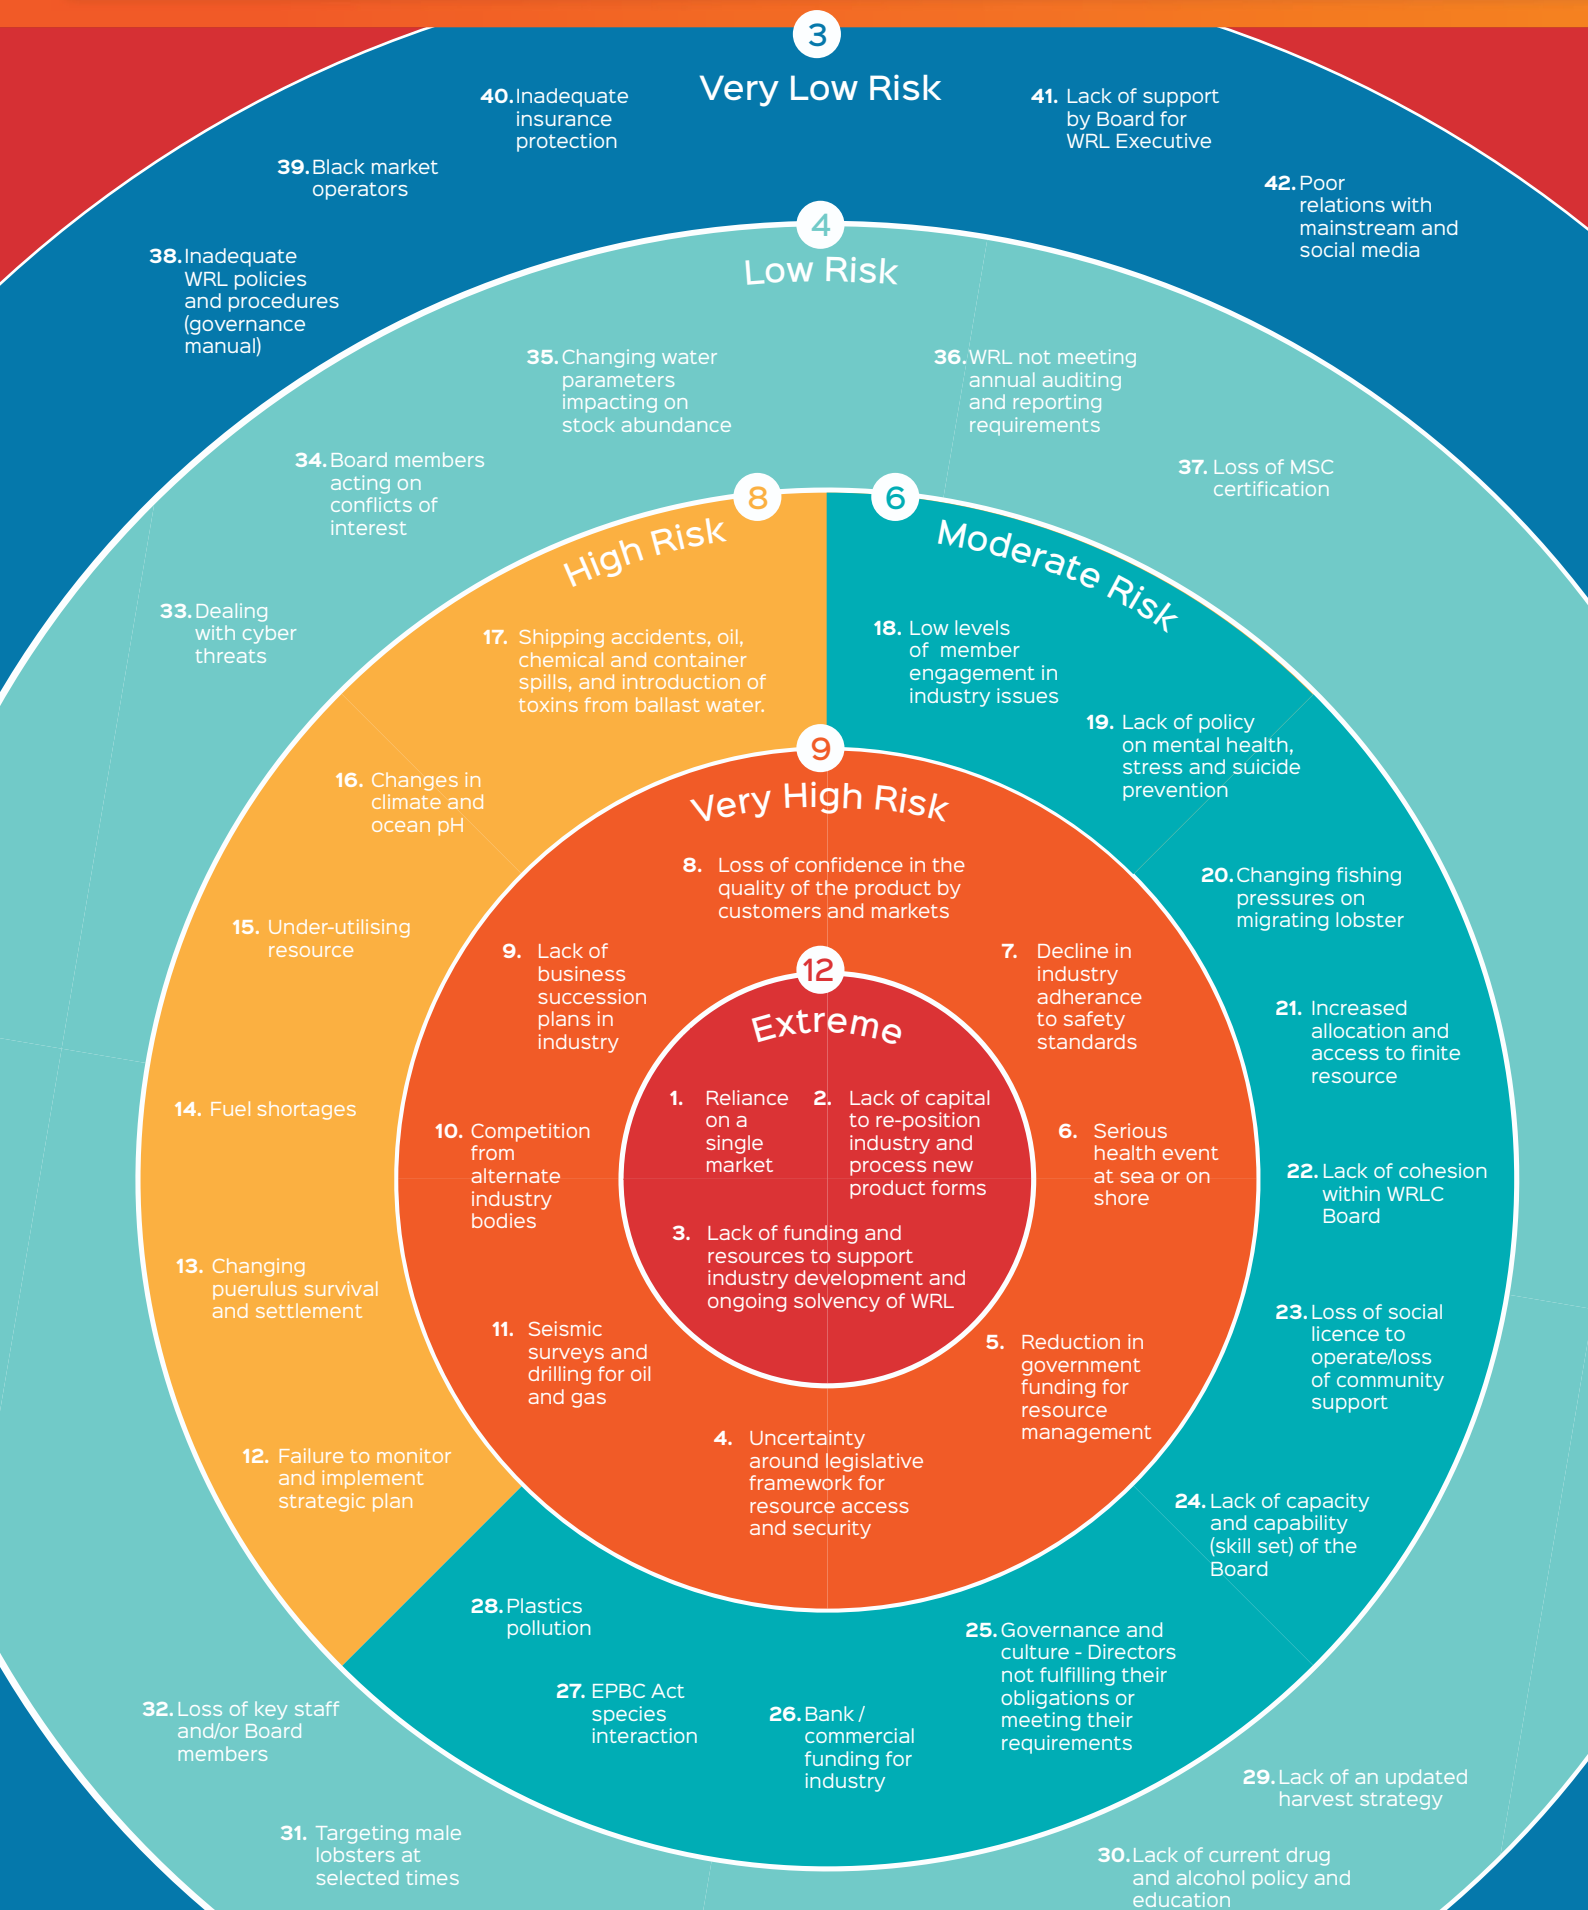 3
Very Low Risk
40. Inadequate
insurance
protection
41. Lack of support
by Board for
WRL Executive
39. Black market
operators
42. Poor
relations with
mainstream and
social media
38. Inadequate
WRL policies
and procedures
(governance
manual)
4
Low Risk
35. Changing water
parameters
impacting on
stock abundance
36. WRL not meeting
annual auditing
and reporting
requirements
34. Board members
acting on
conflicts of
interest
37. Loss of MSC
certification
33. Dealing
with cyber
threats
8
High Risk
6
Moderate Risk
17. Shipping accidents, oil,
chemical and container
spills, and introduction of
toxins from ballast water.
18. Low levels
of member
engagement in
industry issues
19. Lack of policy
on mental health,
stress and suicide
prevention
16. Changes in
climate and
ocean pH
9
Very High Risk
8. Loss of confidence in the
quality of the product by
customers and markets
20. Changing fishing
pressures on
migrating lobster
15. Under-utilising
resource
9. Lack of
business
succession
plans in
industry
7. Decline in
industry
adherance
to safety
standards
12
Extreme
21. Increased
allocation and
access to finite
resource
14. Fuel shortages
10. Competition
from
alternate
industry
bodies
1. Reliance
on a
single
market
2. Lack of capital
to re-position
industry and
process new
product forms
6. Serious
health event
at sea or on
shore
22. Lack of cohesion
within WRLC
Board
3. Lack of funding and
resources to support
industry development and
ongoing solvency of WRL
13. Changing
puerulus survival
and settlement
11. Seismic
surveys and
drilling for oil
and gas
5. Reduction in
government
funding for
resource
management
23. Loss of social
licence to
operate/loss
of community
support
12. Failure to monitor
and implement
strategic plan
4. Uncertainty
around legislative
framework for
resource access
and security
24. Lack of capacity
and capability
(skill set) of the
Board
28. Plastics
pollution
25. Governance and
culture - Directors
not fulfilling their
obligations or
meeting their
requirements
27. EPBC Act
species
interaction
26. Bank /
commercial
funding for
industry
32. Loss of key staff
and/or Board
members
29. Lack of an updated
harvest strategy
31. Targeting male
lobsters at
selected times
30. Lack of current drug
and alcohol policy and
education